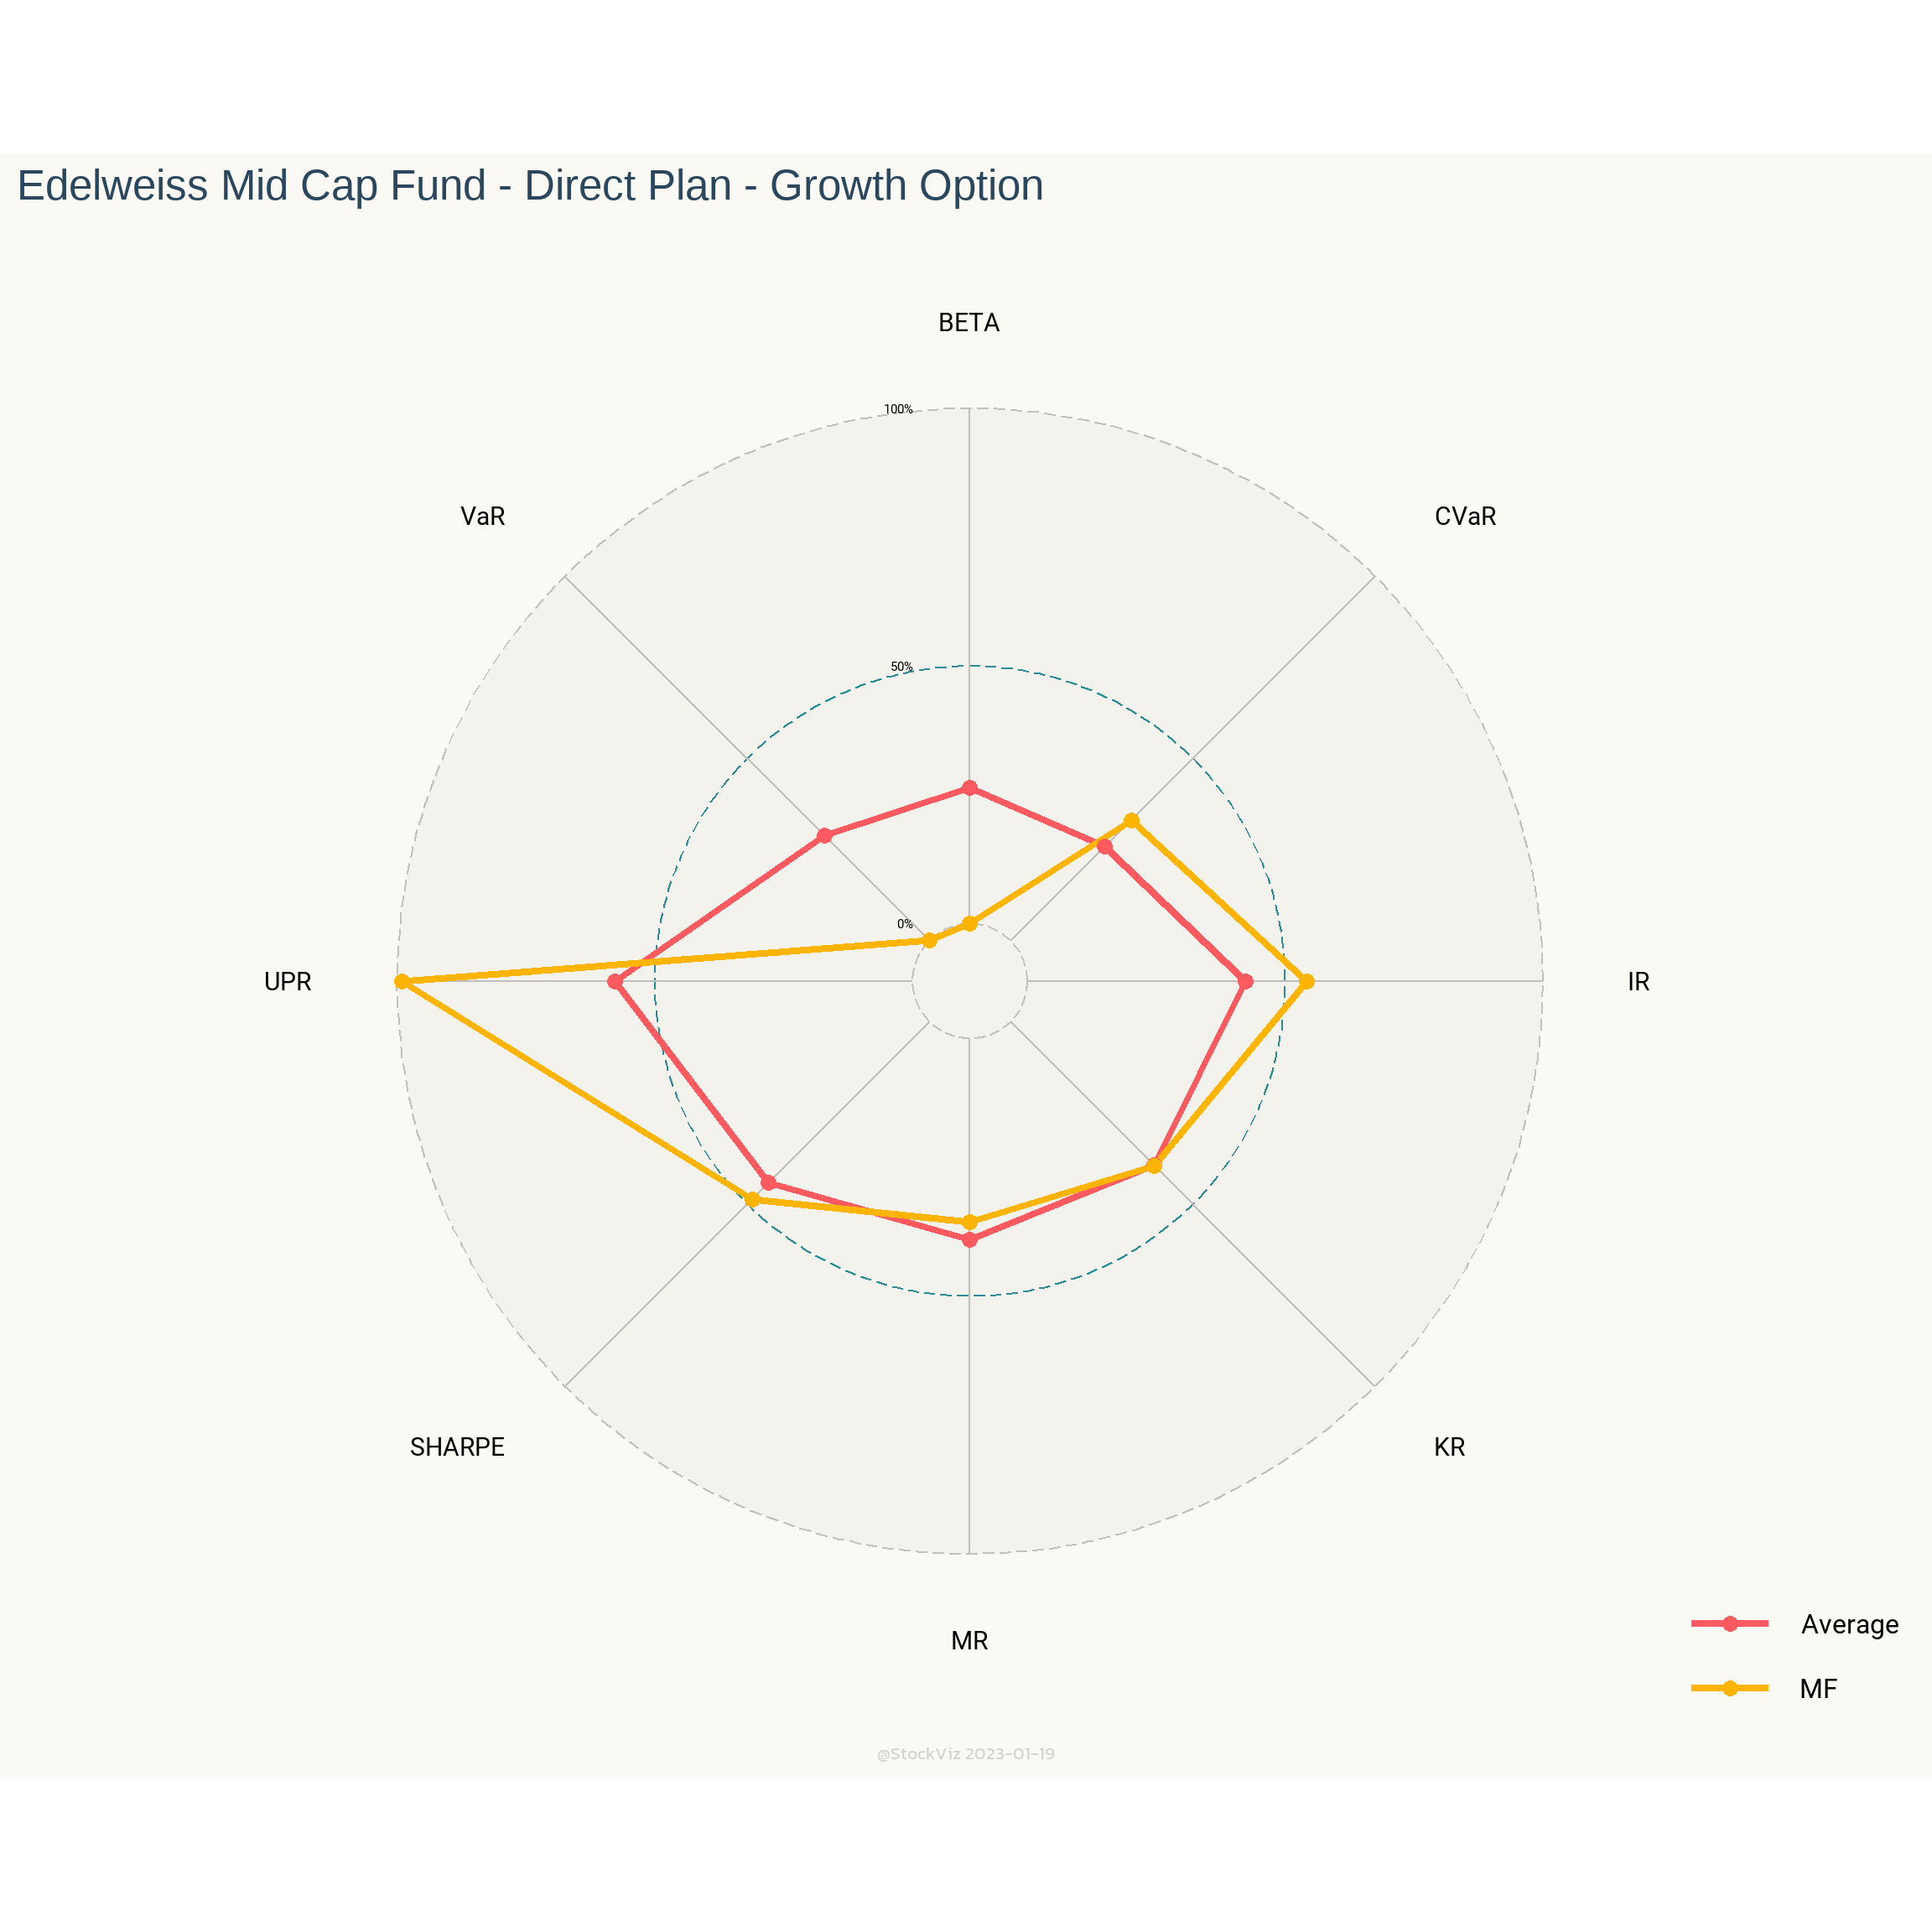 Edelweiss Mid Cap Fund - Direct Plan - Growth Option
BETA
100%
VaR
CVaR
50%
0%
UPR
IR
SHARPE
KR
MR
Average
MF
@StockViz 2023-01-19